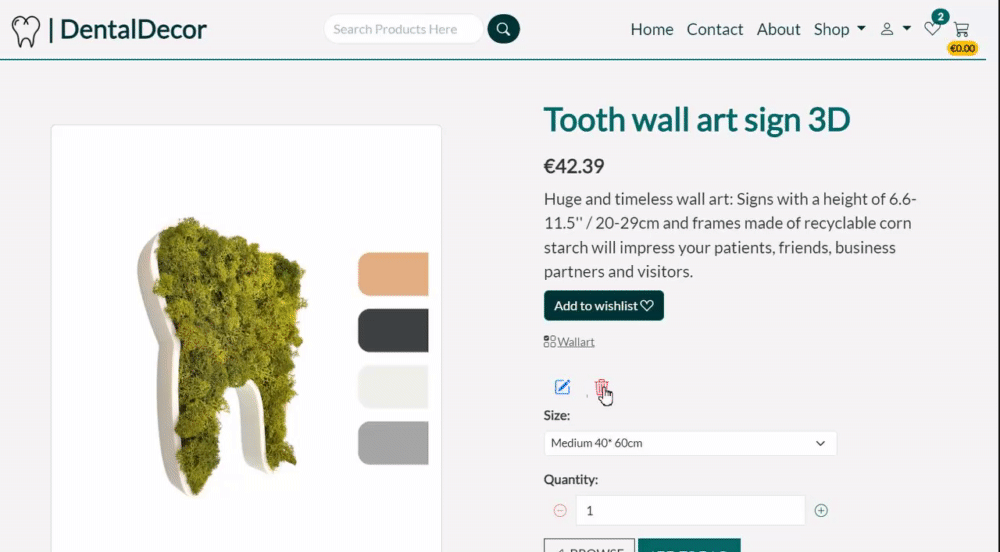 | DentalDecor
Search Products Here
Home Contact About Shop
2
€0.00
Tooth wall art sign 3D
€42.39
Huge and timeless wall art: Signs with a height of 6.6-
11.5'' / 20-29cm and frames made of recyclable corn
starch will impress your patients, friends, business
partners and visitors.
Add to wishlist
Wallart
Size:
Medium 40* 60cm
Quantity:
1
BROWSE